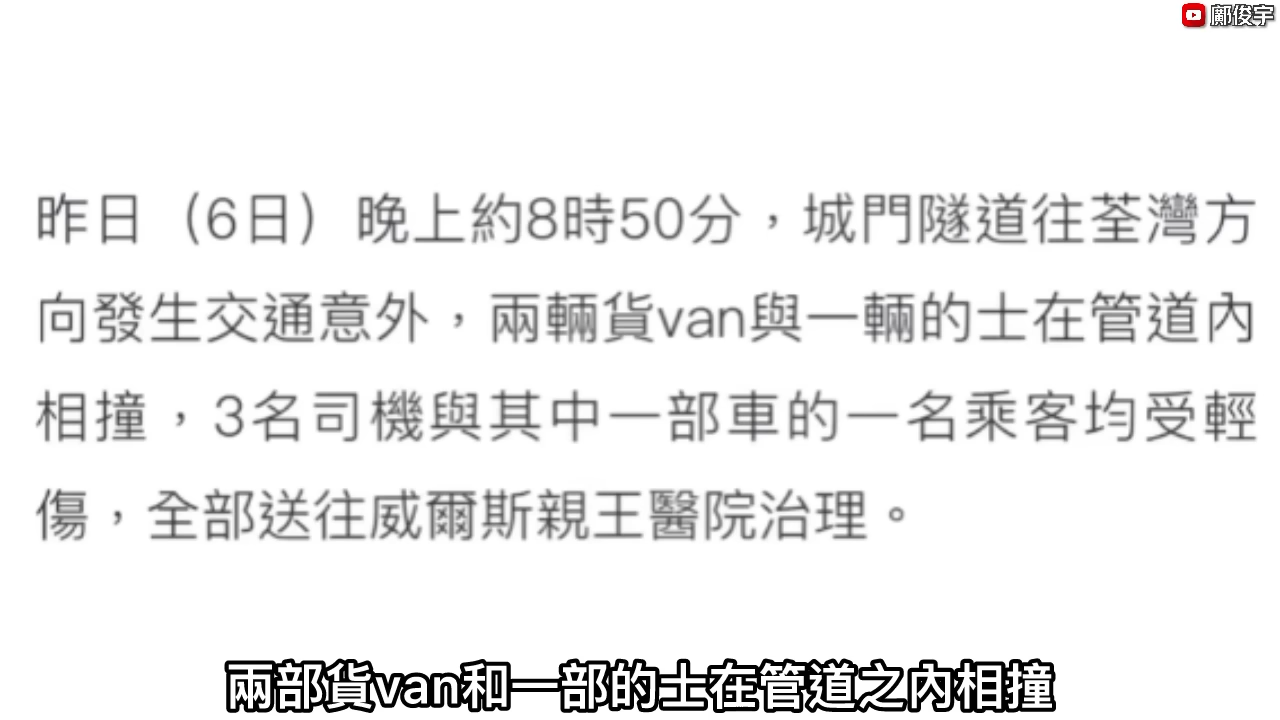 鄺俊宇
昨日（6日）晚上約8時50分，城門隧道往荃灣方
向發生交通意外，兩輛貨van與一輛的士在管道內
相撞，3名司機與其中一部車的一名乘客均受輕
傷，全部送往威爾斯親王醫院治理。
兩部貨van和一部的士在管道之內相撞